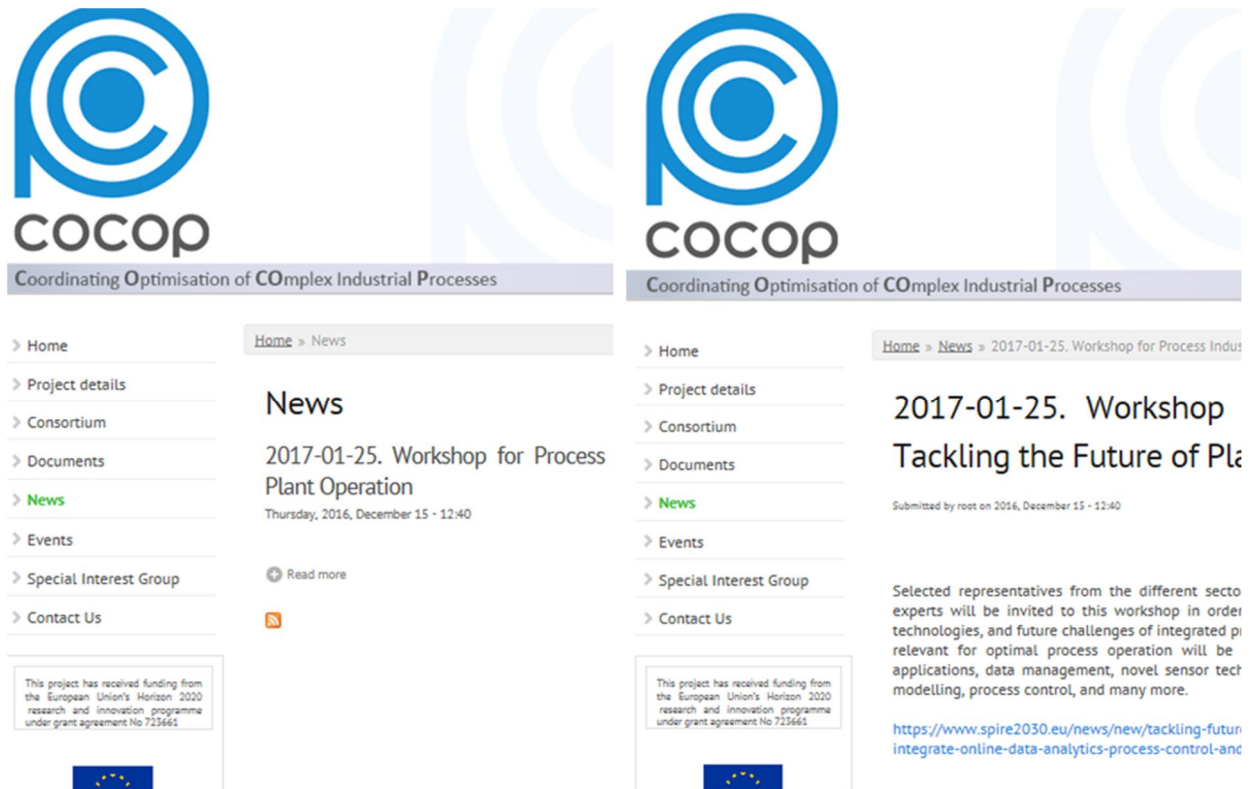 cocop
Coordinating Optimisation of COmplex Industrial Processes
Home
Project details
Consortium
Documents
News
Events
Special Interest Group
Contact Us
This project has received funding from
the European Union's Horizon 2020
research and innovation programme
under grant agreement No 723661
Home » News
News
2017-01-25. Workshop for Process
Plant Operation
Thursday, 2016, December 15 - 12:40
Read more
cocop
Coordinating Optimisation of COmplex Industrial Processes
Home
Project details
Consortium
Documents
News
Events
Special Interest Group
Contact Us
This project has received funding from
the European Union's Horizon 2020
research and innovation programme
under grant agreement No 723661
Home » News » 2017-01-25. Workshop for Process Indus
2017-01-25. Workshop
Tackling the Future of Pla
Submitted by root on 2016, December 15 - 12:40
Selected representatives from the different secto
experts will be invited to this workshop in order
technologies, and future challenges of integrated p
relevant for optimal process operation will be
applications, data management, novel sensor tech
modelling, process control, and many more.
https://www.spire2030.eu/news/new/tackling-future
integrate-online-data-analytics-process-control-and